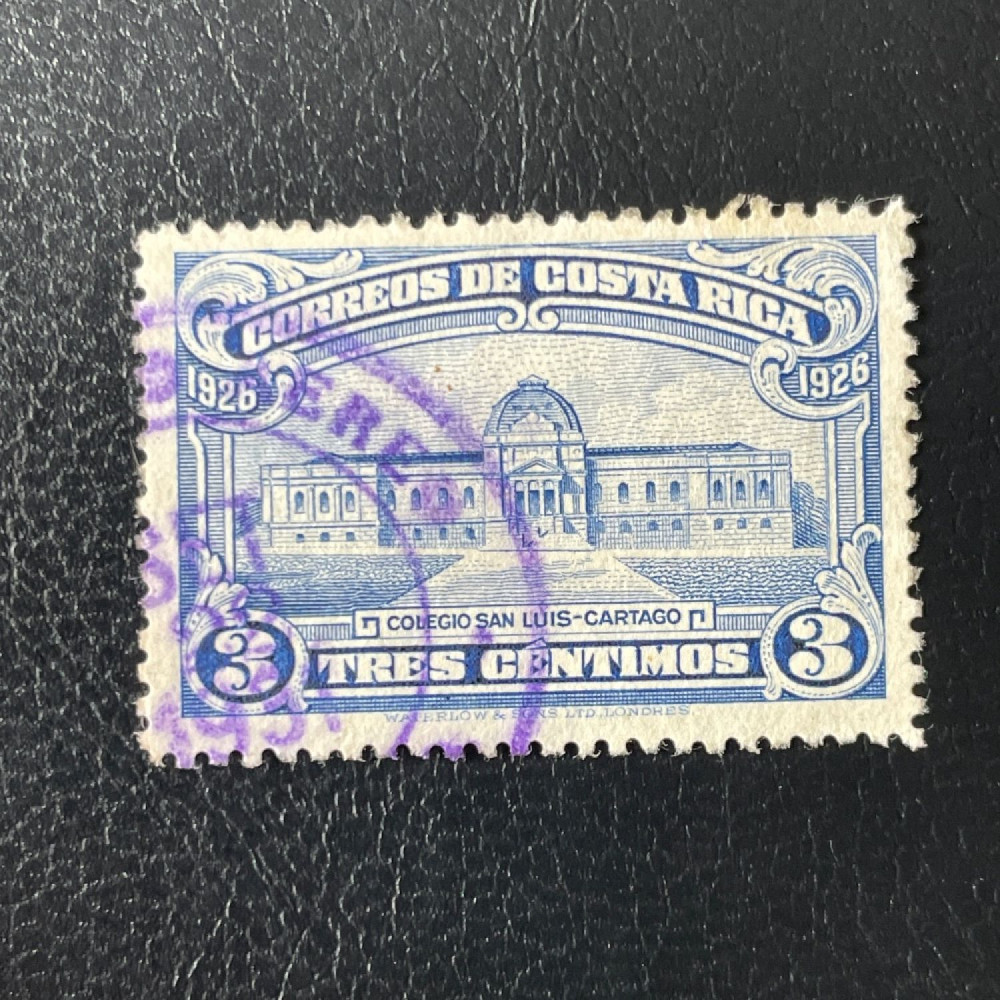 CORREOS DE COSTA RICA
1926 1926
COLEGIO SAN LUIS-CARTAGO
3 TRES CENTIMOS 3
WATERLOW & SONS LTD. LONDRES.